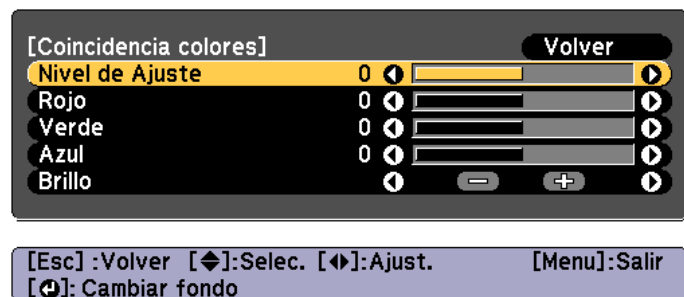 [Coincidencia colores] Volver
Nivel de Ajuste 0
Rojo 0
Verde 0
Azul 0
Brillo − +
[Esc] :Volver [◆]:Selec. [◆]:Ajust. [Menu]:Salir
[↵]: Cambiar fondo